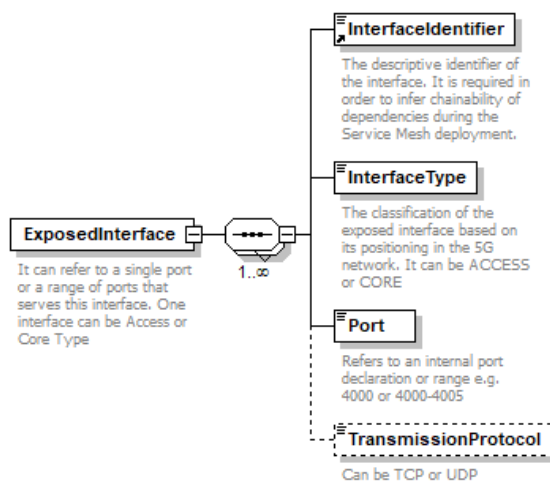 InterfaceIdentifier
The descriptive identifier of
the interface. It is required in
order to infer chainability of
dependencies during the
Service Mesh deployment.
InterfaceType
The classification of the
exposed interface based on
its positioning in the 5G
network. It can be ACCESS
or CORE
ExposedInterface
It can refer to a single port
or a range of ports that
serves this interface. One
interface can be Access or
Core Type
1..∞
Port
Refers to an internal port
declaration or range e.g.
4000 or 4000-4005
TransmissionProtocol
Can be TCP or UDP